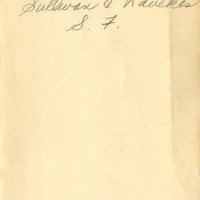 Sullivan & Ravekes
S. F.